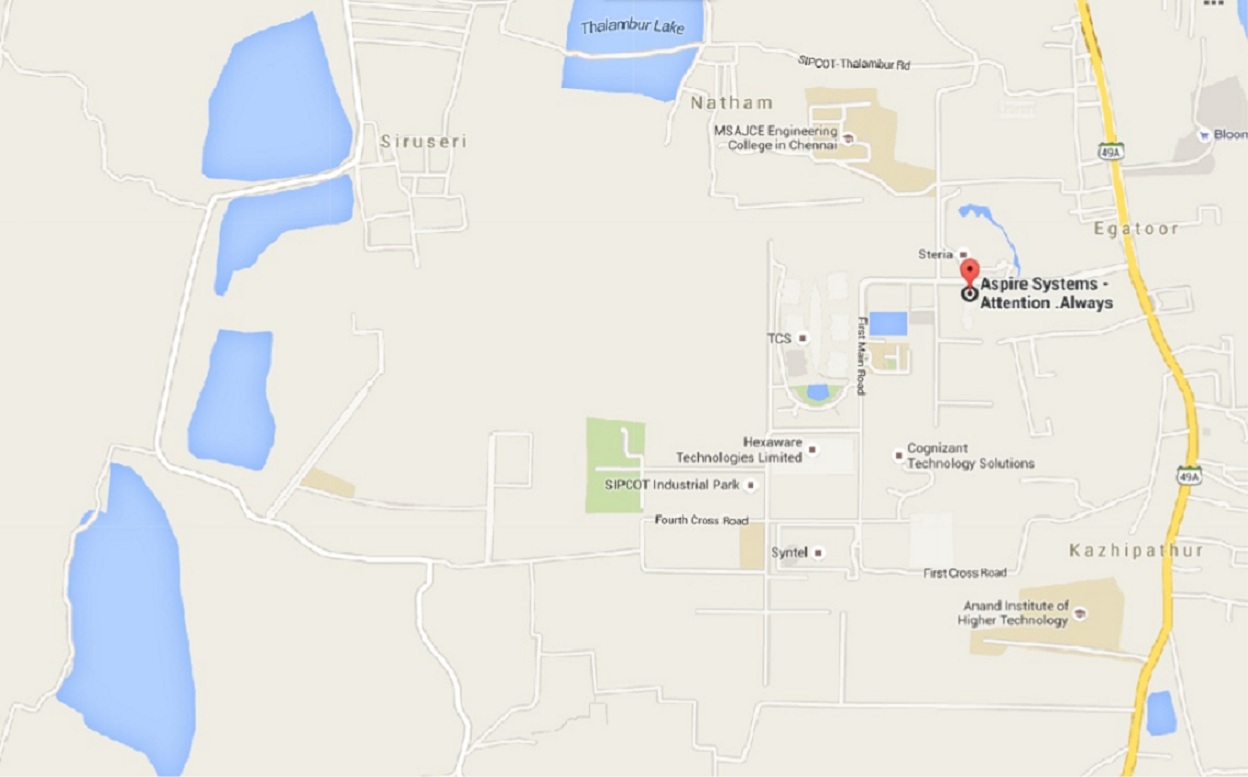 Thalambur Lake
SIPCOT-Thalambur Rd
Natham
MSAJCE Engineering
College in Chennai
Siruseri
49A
Bloom
Egatoor
Steria
Aspire Systems -
Attention .Always
TCS
First Main Road
Hexaware
Technologies Limited
Cognizant
Technology Solutions
SIPCOT Industrial Park
49A
Fourth Cross Road
Syntel
Kazhipathur
First Cross Road
Anand Institute of
Higher Technology